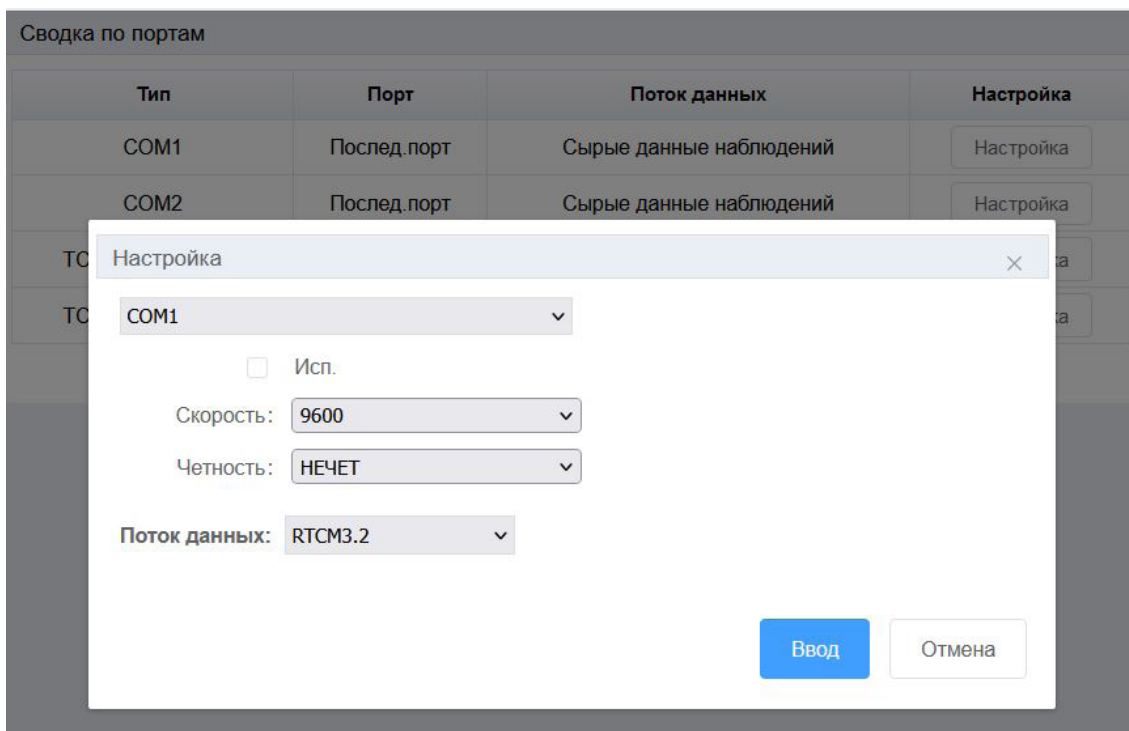 Сводка по портам
Тип Порт Поток данных Настройка
COM1 Послед.порт Сырые данные наблюдений Настройка
COM2 Послед.порт Сырые данные наблюдений Настройка
Настройка
COM1
Исп.
Скорость: 9600
Четность: НЕЧЕТ
Поток данных: RTCM3.2
Ввод Отмена